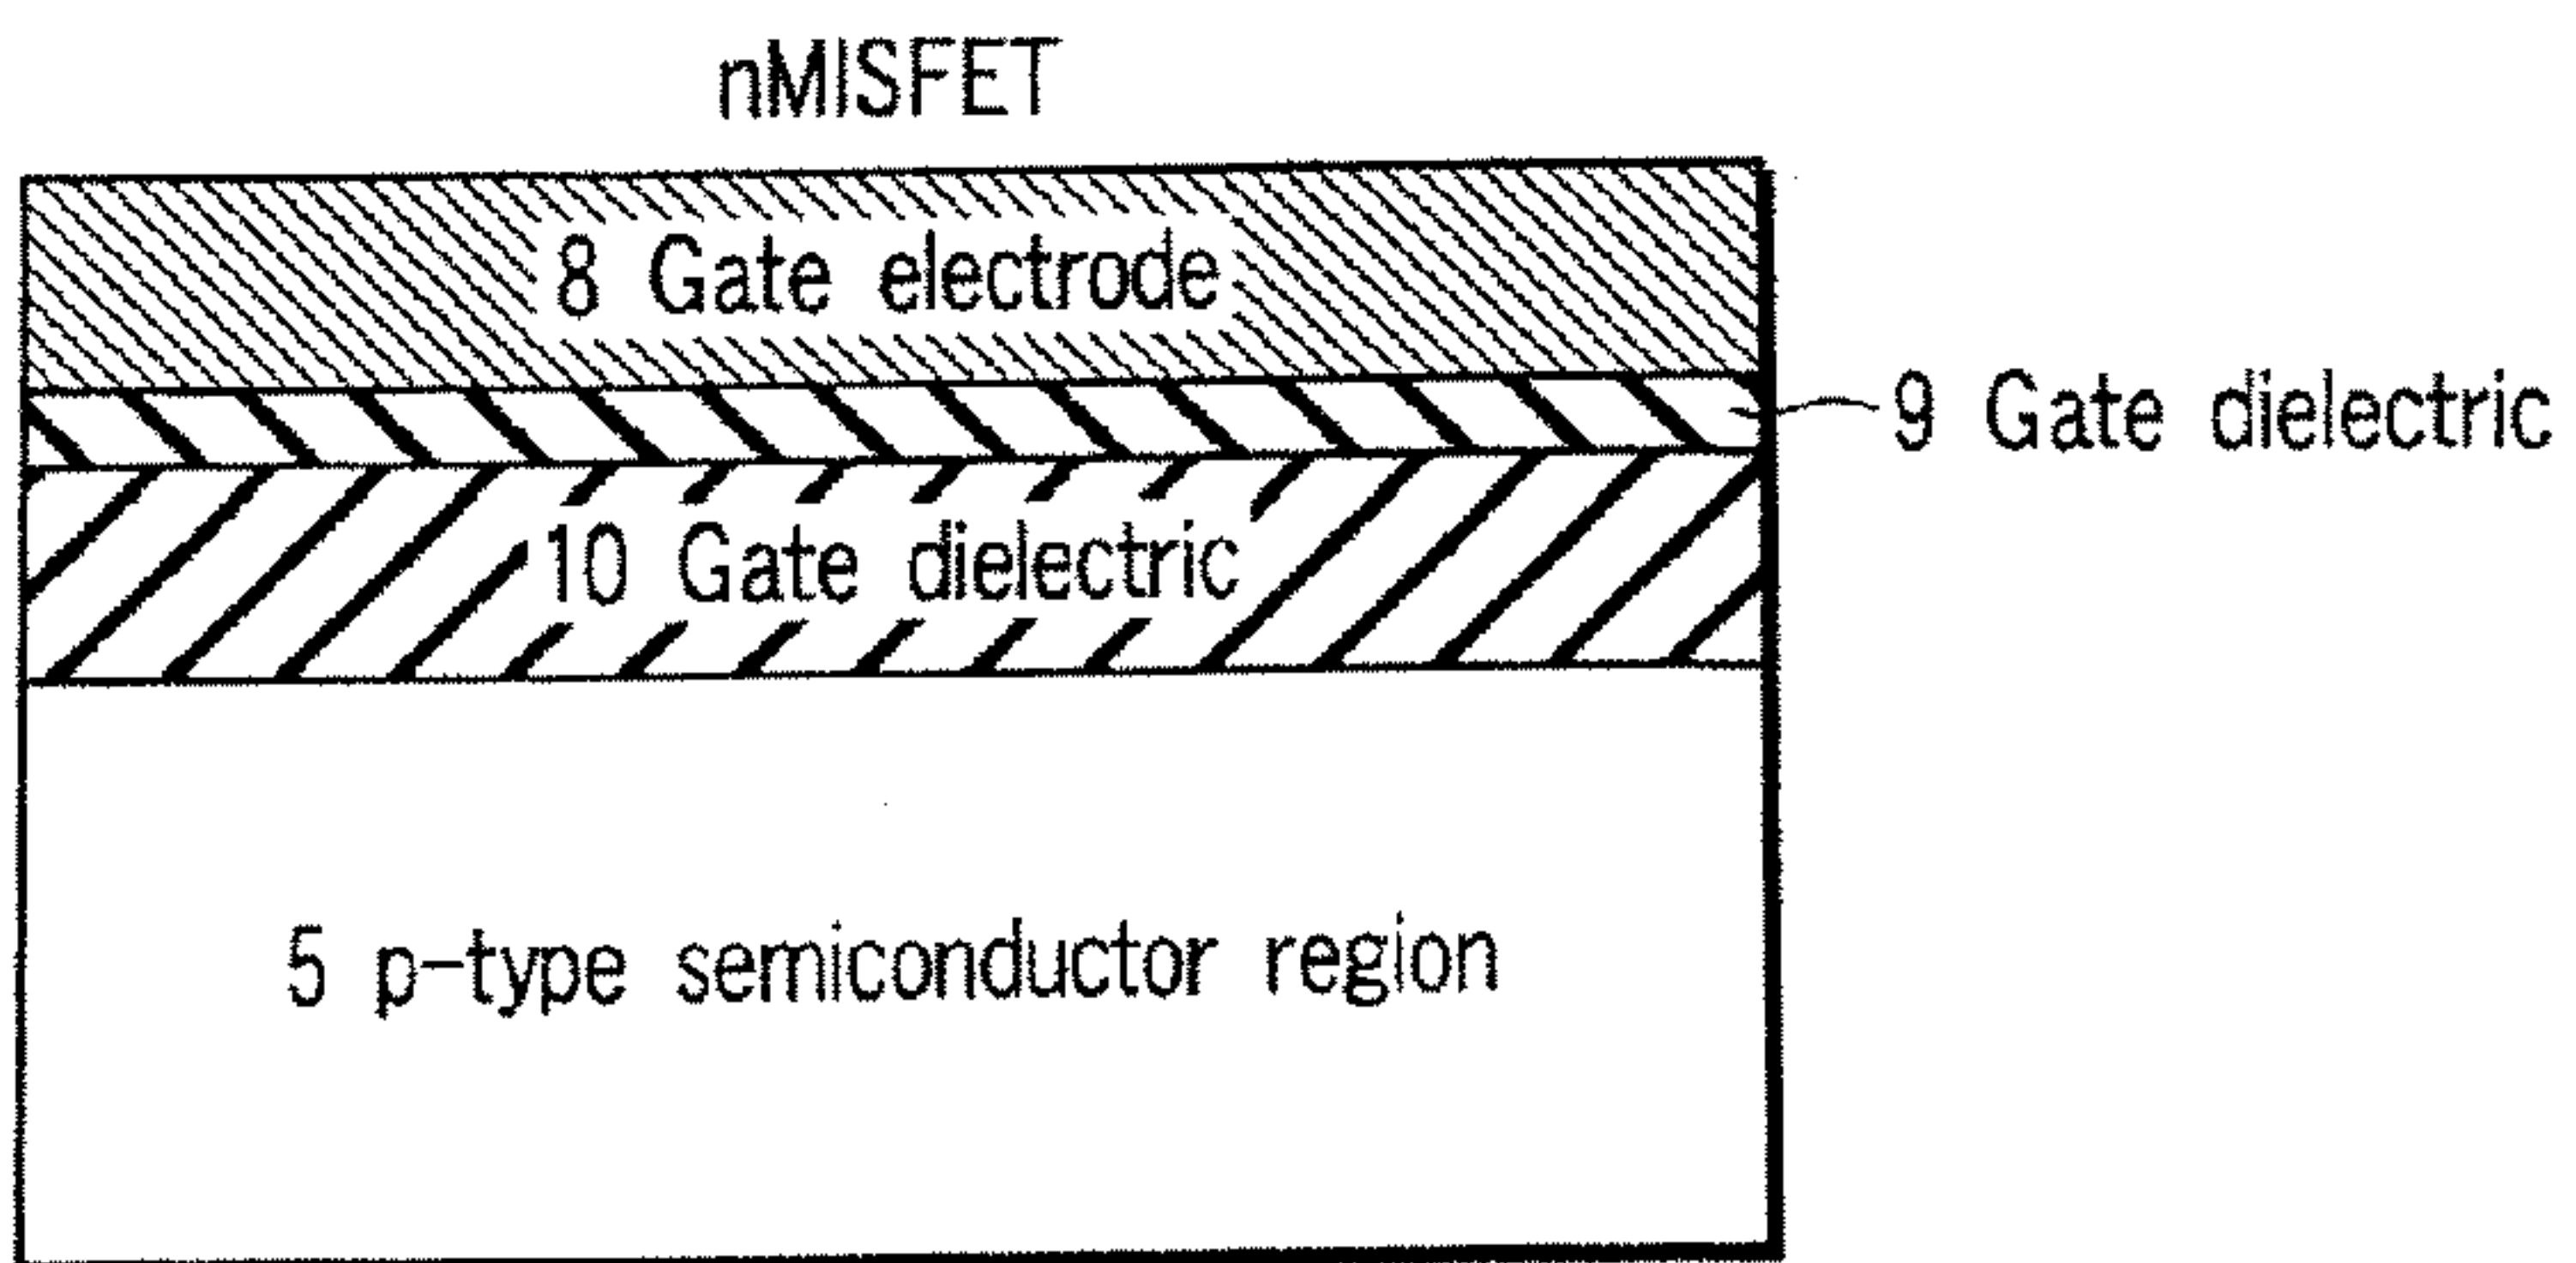 nMISFET
8 Gate electrode
9 Gate dielectric
10 Gate dielectric
5 p-type semiconductor region